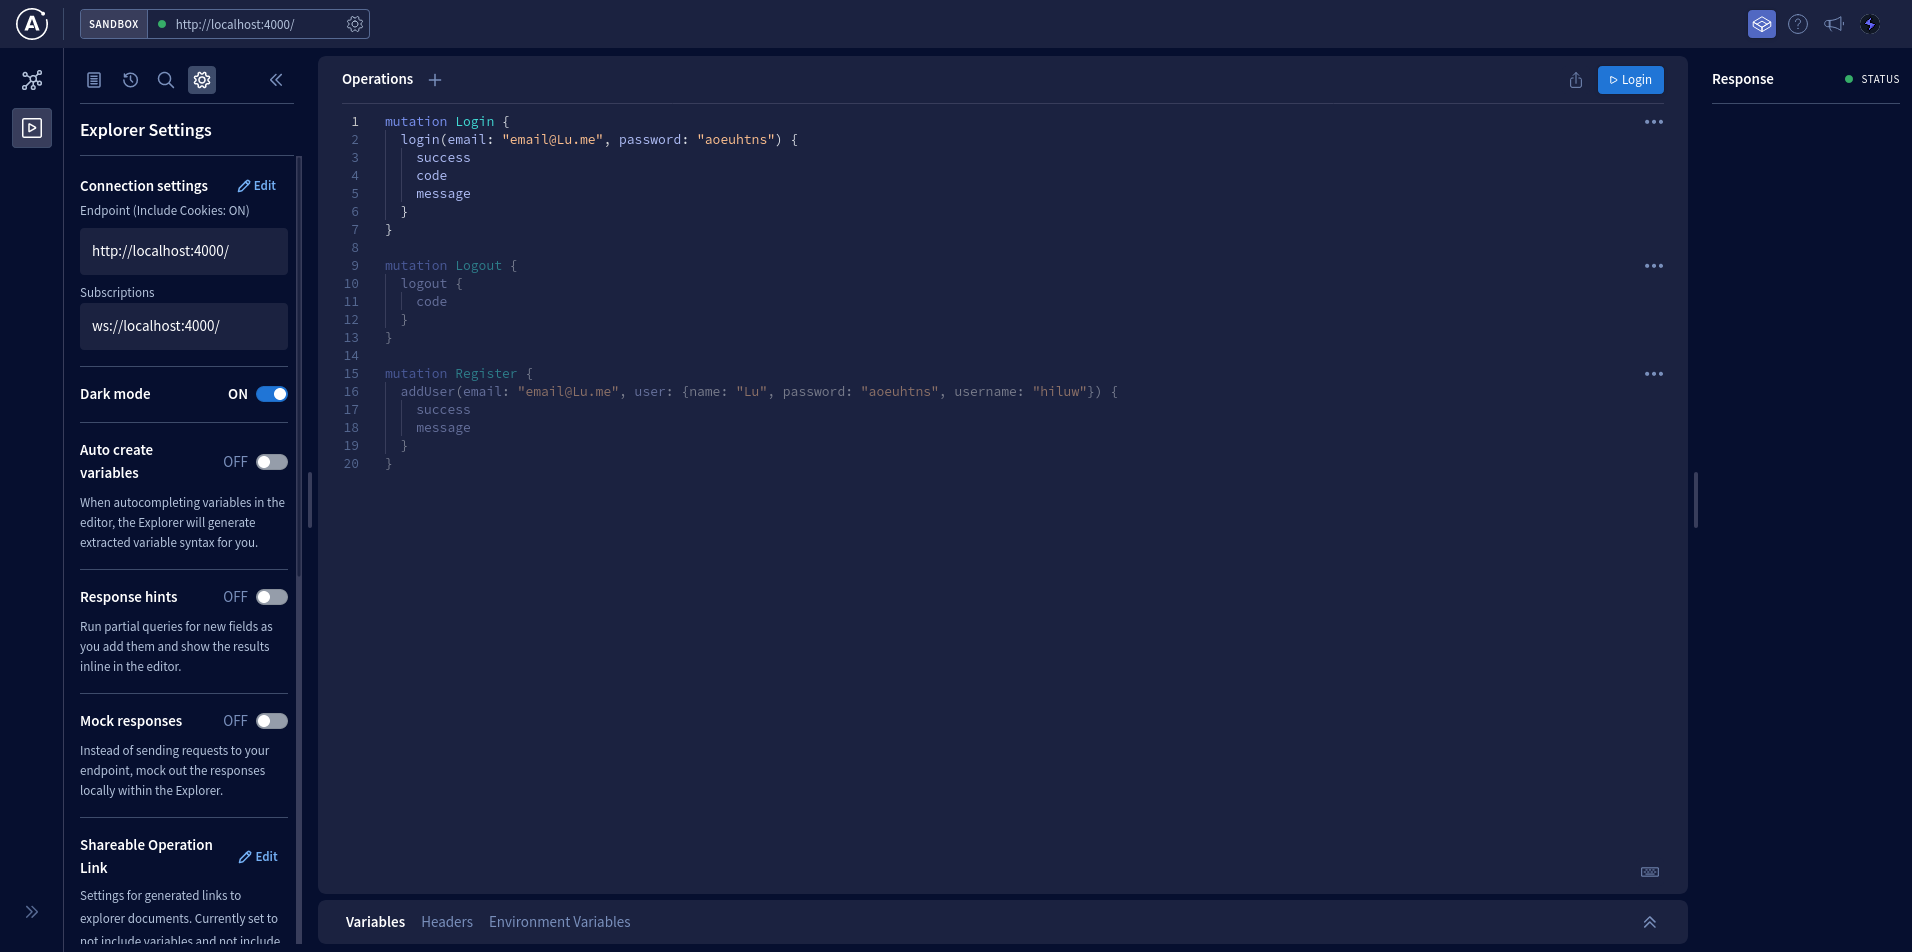 SANDBOX http://localhost:4000/
Explorer Settings
Connection settings Edit
Endpoint (Include Cookies: ON)
http://localhost:4000/
Subscriptions
ws://localhost:4000/
Dark mode ON
Auto create
variables OFF
When autocompleting variables in the
editor, the Explorer will generate
extracted variable syntax for you.
Response hints OFF
Run partial queries for new fields as
you add them and show the results
inline in the editor.
Mock responses OFF
Instead of sending requests to your
endpoint, mock out the responses
locally within the Explorer.
Shareable Operation
Link Edit
Settings for generated links to
explorer documents. Currently set to
not include variables and not include
Operations Login
1 mutation Login {
2 login(email: "email@Lu.me", password: "aoeuhtns") {
3 success
4 code
5 message
6 }
7 }
8
9 mutation Logout {
10 logout {
11 code
12 }
13 }
14
15 mutation Register {
16 addUser(email: "email@Lu.me", user: {name: "Lu", password: "aoeuhtns", username: "hiluw"}) {
17 success
18 message
19 }
20 }
Variables Headers Environment Variables
Response STATUS